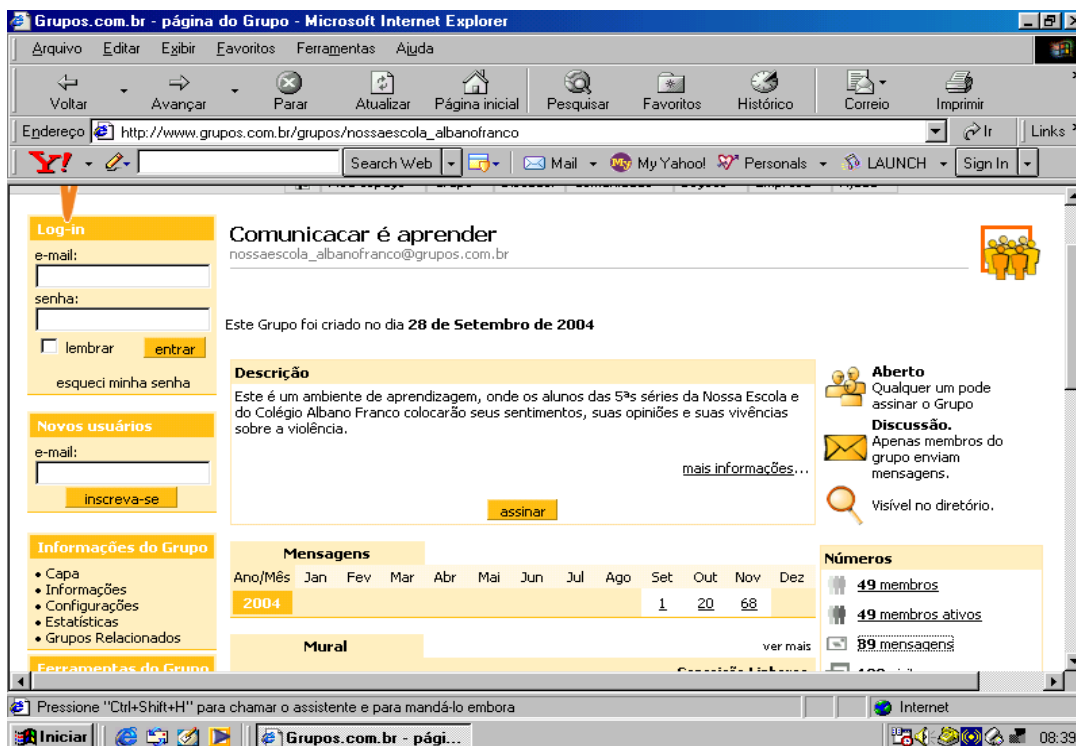 Grupos.com.br - página do Grupo - Microsoft Internet Explorer
Arquivo Editar Exibir Favoritos Ferramentas Ajuda
Voltar Avançar Parar Atualizar Página inicial Pesquisar Favoritos Histórico Correio Imprimir
Endereço http://www.grupos.com.br/grupos/nossaescola_albanofranco Ir Links
Y! Search Web Mail My Yahoo! Personals LAUNCH Sign In
Log-in
e-mail:
senha:
lembrar entrar
esqueci minha senha
Novos usuários
e-mail:
inscreva-se
Informações do Grupo
• Capa
• Informações
• Configurações
• Estatísticas
• Grupos Relacionados
Ferramentas do Grupo
Comunicacar é aprender
nossaescola_albanofranco@grupos.com.br
Este Grupo foi criado no dia 28 de Setembro de 2004
Descrição
Este é um ambiente de aprendizagem, onde os alunos das 5ªs séries da Nossa Escola e
do Colégio Albano Franco colocarão seus sentimentos, suas opiniões e suas vivências
sobre a violência.
mais informações...
assinar
Mensagens
Ano/Mês Jan Fev Mar Abr Mai Jun Jul Ago Set Out Nov Dez
2004 1 20 68
Mural ver mais
Aberto
Qualquer um pode
assinar o Grupo
Discussão.
Apenas membros do
grupo enviam
mensagens.
Visível no diretório.
Números
49 membros
49 membros ativos
89 mensagens
Pressione "Ctrl+Shift+H" para chamar o assistente e para mandá-lo embora Internet
Iniciar Grupos.com.br - pági... 08:39